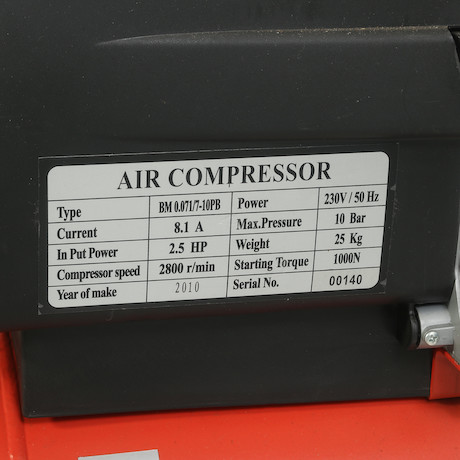 AIR COMPRESSOR
Type BM 0.071/7-10PB Power 230V / 50 Hz
Current 8.1 A Max.Pressure 10 Bar
In Put Power 2.5 HP Weight 25 Kg
Compressor speed 2800 r/min Starting Torque 1000N
Year of make 2010 Serial No. 00140